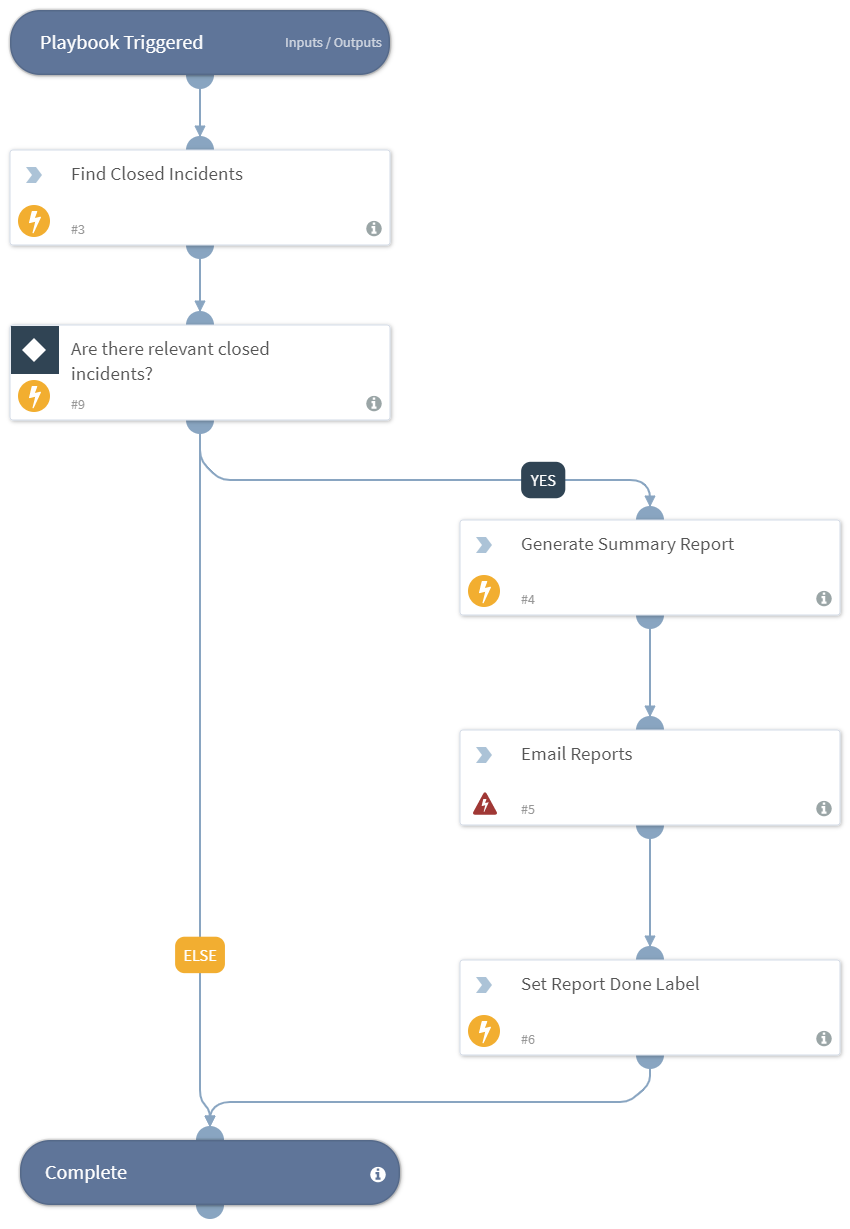 Playbook Triggered
Inputs / Outputs
Find Closed Incidents
#3
Are there relevant closed
incidents?
#9
YES
Generate Summary Report
#4
Email Reports
#5
ELSE
Set Report Done Label
#6
Complete